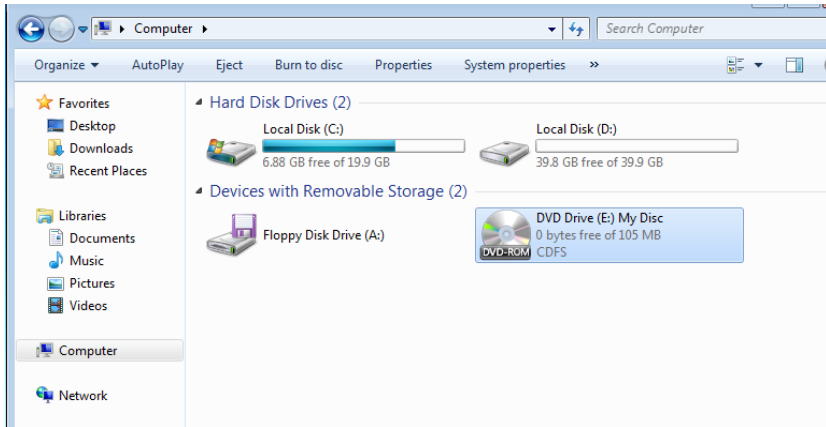 Computer
Search Computer
Organize AutoPlay Eject Burn to disc Properties System properties »
Favorites
Desktop
Downloads
Recent Places
Libraries
Documents
Music
Pictures
Videos
Computer
Network
Hard Disk Drives (2)
Local Disk (C:)
6.88 GB free of 19.9 GB
Local Disk (D:)
39.8 GB free of 39.9 GB
Devices with Removable Storage (2)
Floppy Disk Drive (A:)
DVD-ROM
DVD Drive (E:) My Disc
0 bytes free of 105 MB
CDFS